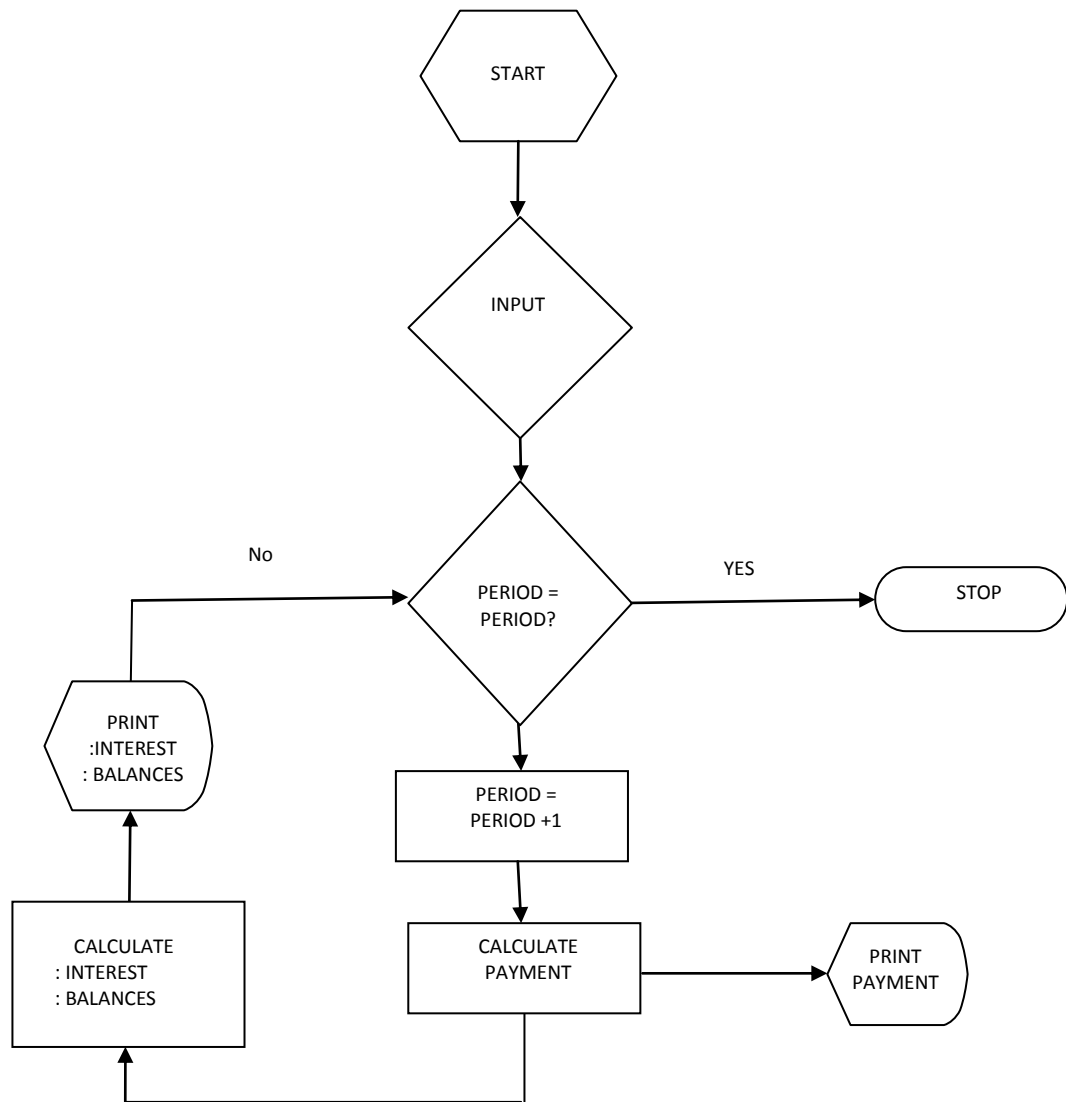 START
INPUT
No
YES
PERIOD =
PERIOD?
STOP
PRINT
:INTEREST
: BALANCES
PERIOD =
PERIOD +1
CALCULATE
: INTEREST
: BALANCES
CALCULATE
PAYMENT
PRINT
PAYMENT